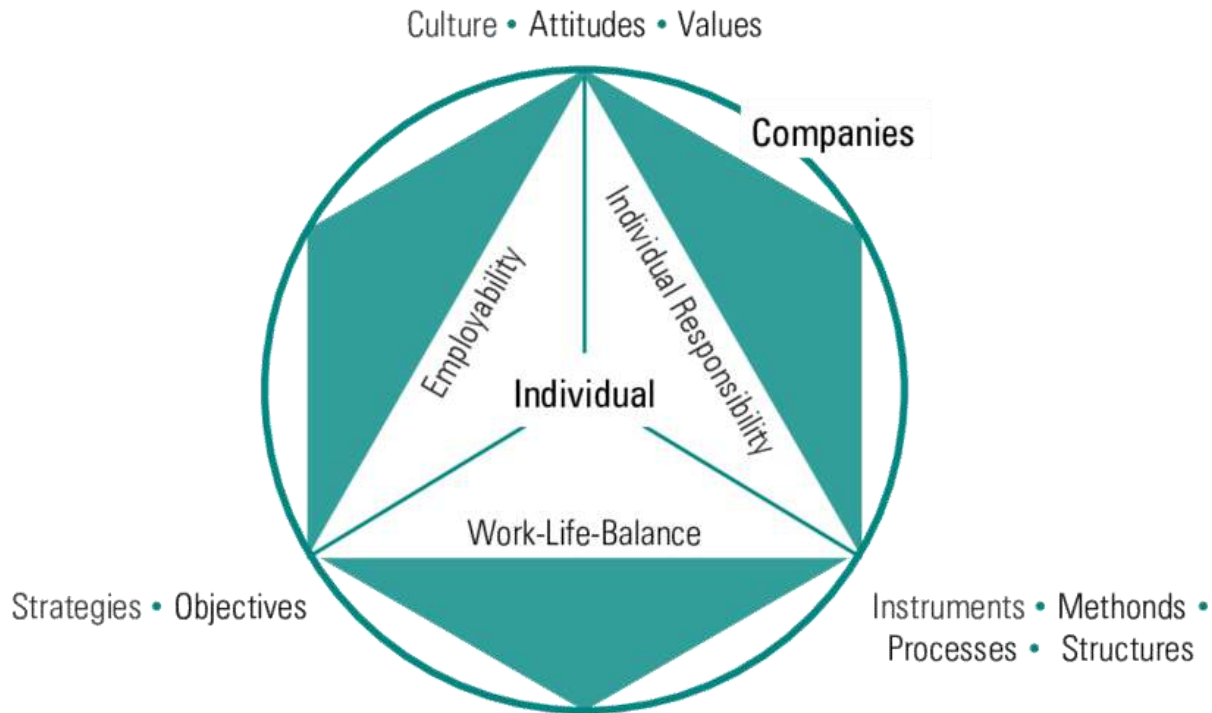 Culture • Attitudes • Values
Companies
Employability
Individual Responsibility
Individual
Work-Life-Balance
Strategies • Objectives
Instruments • Methonds •
Processes • Structures